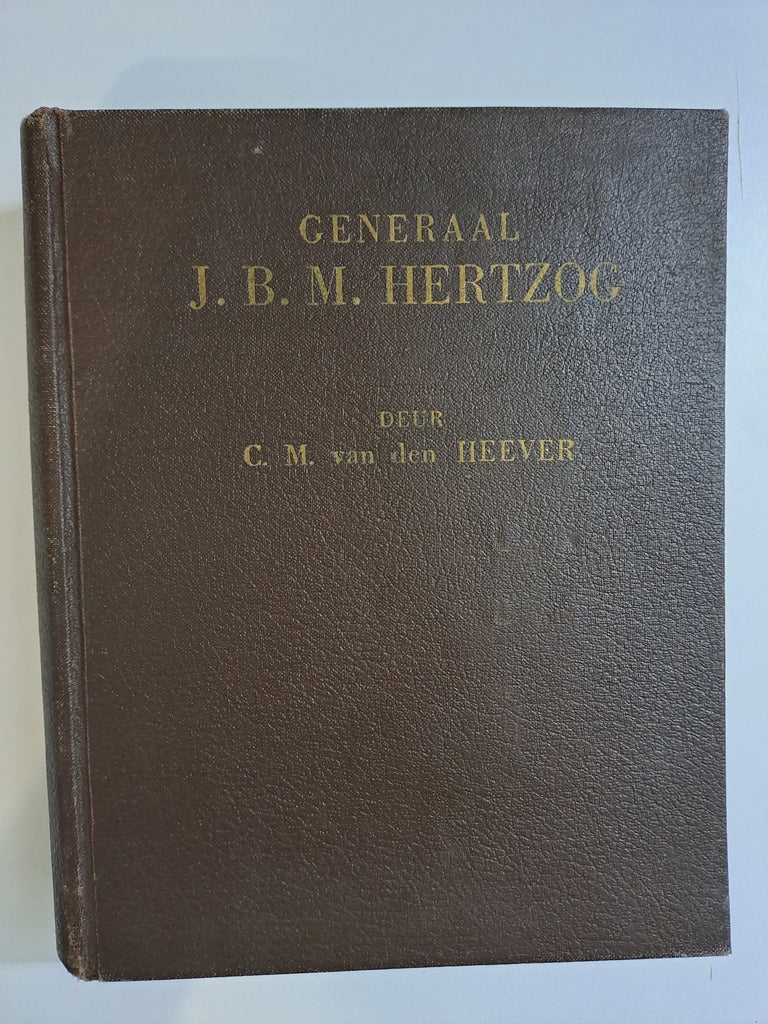 GENERAAL
J. B. M. HERTZOG
DEUR
C. M. van den HEEVER